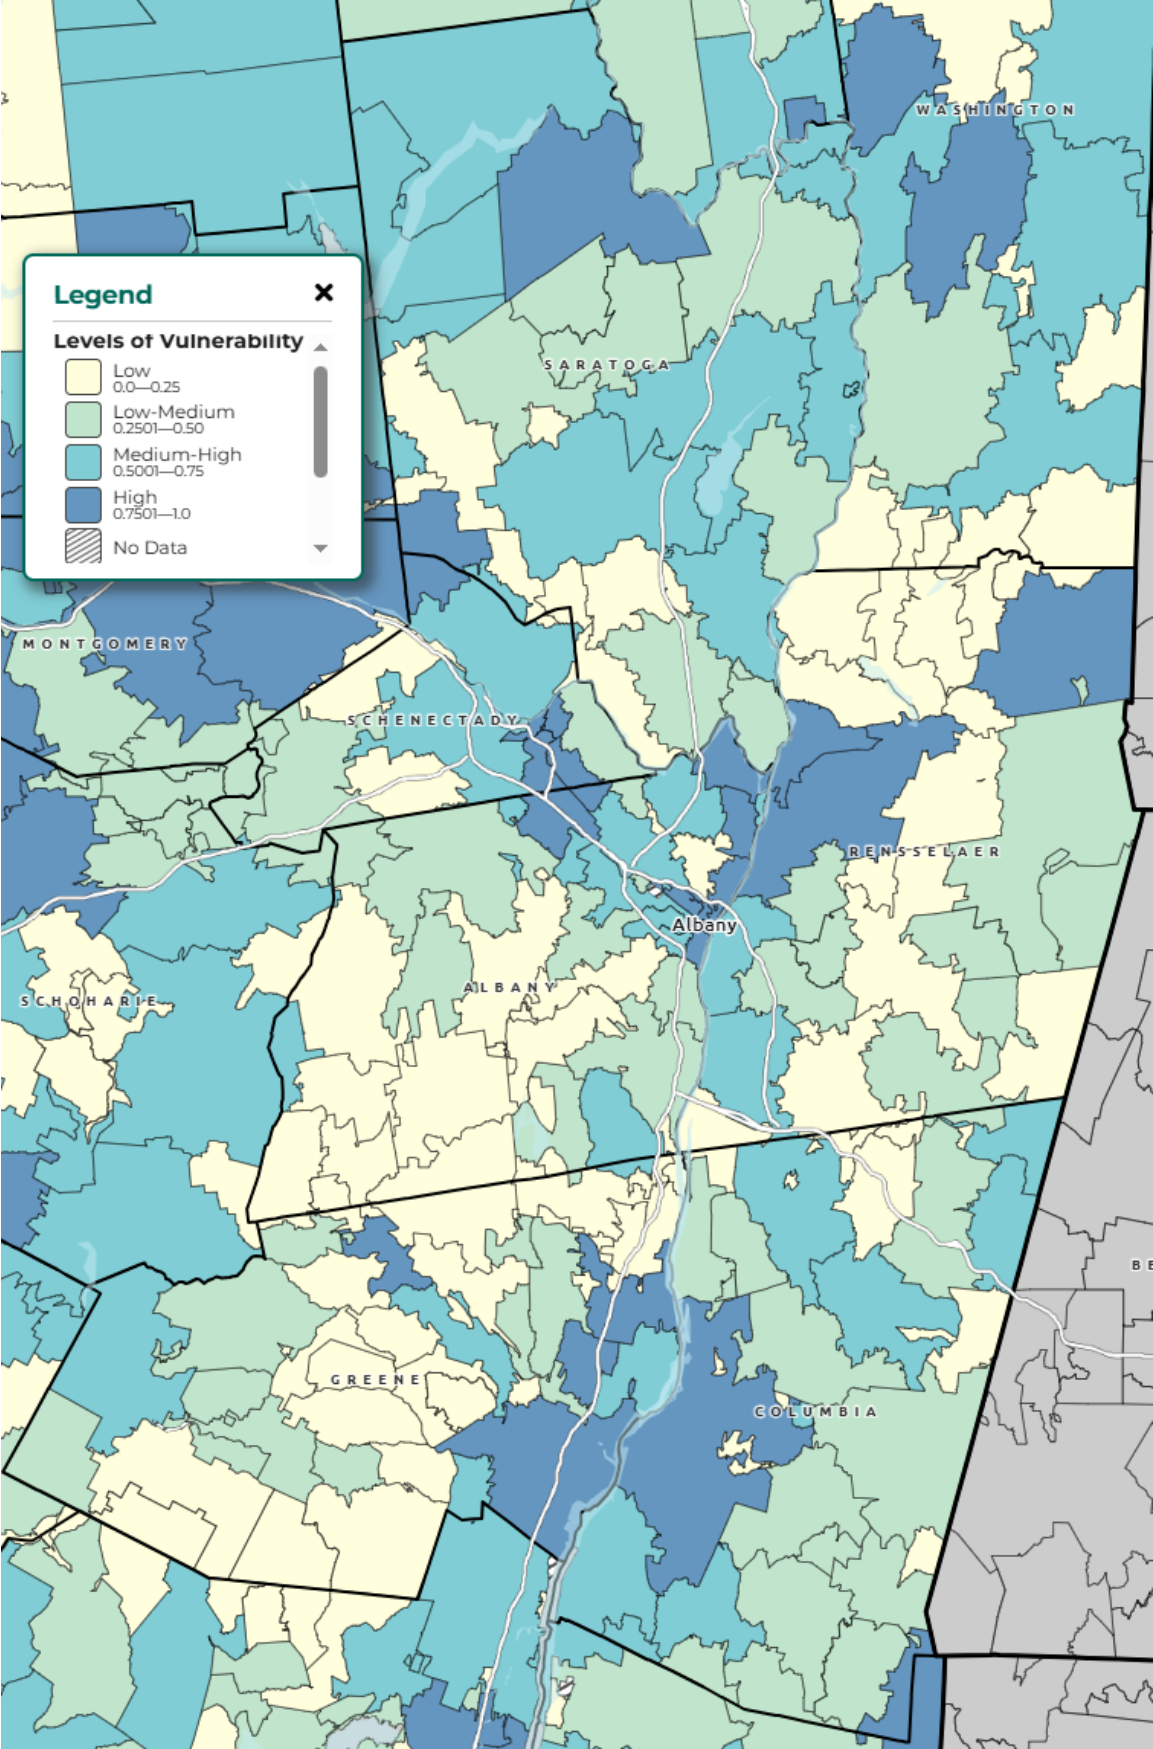 WASHINGTON
Legend
Levels of Vulnerability
Low
0.0—0.25
Low-Medium
0.2501—0.50
Medium-High
0.5001—0.75
High
0.7501—1.0
No Data
SARATOGA
MONTGOMERY
SCHENECTADY
RENSSELAER
Albany
ALBANY
SCHOHARIE
BE
GREENE
COLUMBIA